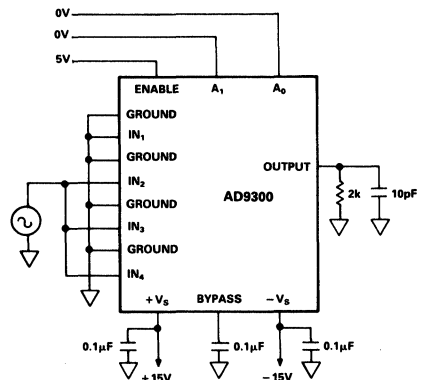 0V
0V
5V
ENABLE A₁ A₀
GROUND
IN₁
GROUND
IN₂
GROUND
IN₃
GROUND
IN₄
OUTPUT
AD9300
2k
10pF
+Vₛ BYPASS −Vₛ
0.1µF
0.1µF
0.1µF
+15V
−15V